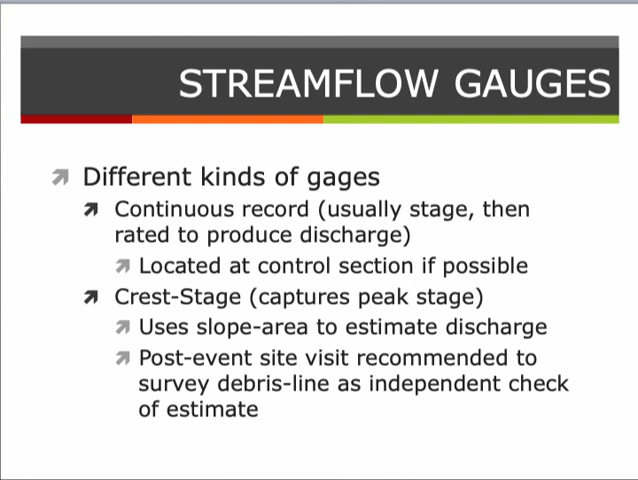 STREAMFLOW GAUGES
Different kinds of gages
Continuous record (usually stage, then
rated to produce discharge)
Located at control section if possible
Crest-Stage (captures peak stage)
Uses slope-area to estimate discharge
Post-event site visit recommended to
survey debris-line as independent check
of estimate